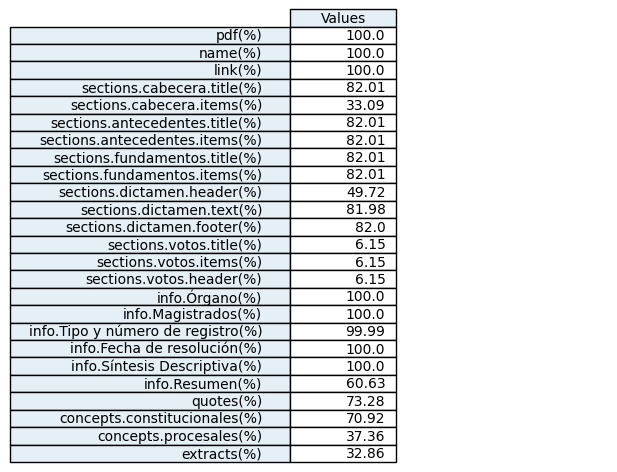 Values
pdf(%) 100.0
name(%) 100.0
link(%) 100.0
sections.cabecera.title(%) 82.01
sections.cabecera.items(%) 33.09
sections.antecedentes.title(%) 82.01
sections.antecedentes.items(%) 82.01
sections.fundamentos.title(%) 82.01
sections.fundamentos.items(%) 82.01
sections.dictamen.header(%) 49.72
sections.dictamen.text(%) 81.98
sections.dictamen.footer(%) 82.0
sections.votos.title(%) 6.15
sections.votos.items(%) 6.15
sections.votos.header(%) 6.15
info.Órgano(%) 100.0
info.Magistrados(%) 100.0
info.Tipo y número de registro(%) 99.99
info.Fecha de resolución(%) 100.0
info.Síntesis Descriptiva(%) 100.0
info.Resumen(%) 60.63
quotes(%) 73.28
concepts.constitucionales(%) 70.92
concepts.procesales(%) 37.36
extracts(%) 32.86